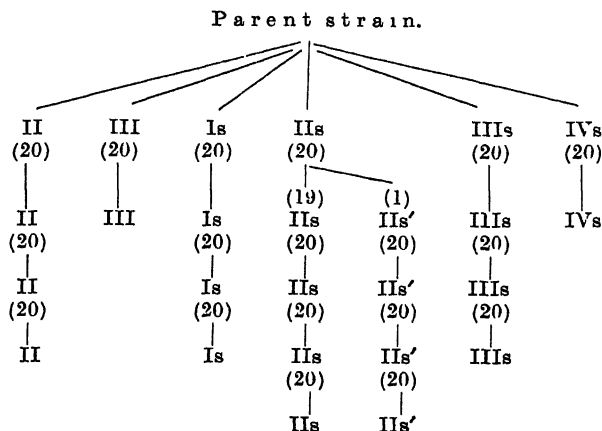 Parent strain.
II III Is IIs IIIs IVs
(20) (20) (20) (20) (20) (20)
(19) (1)
II III Is IIs IIs′ IIIs IVs
(20) (20) (20) (20) (20)
II Is IIs IIs′ IIIs
(20) (20) (20) (20) (20)
II Is IIs IIs′ IIIs
(20) (20)
IIs IIs′